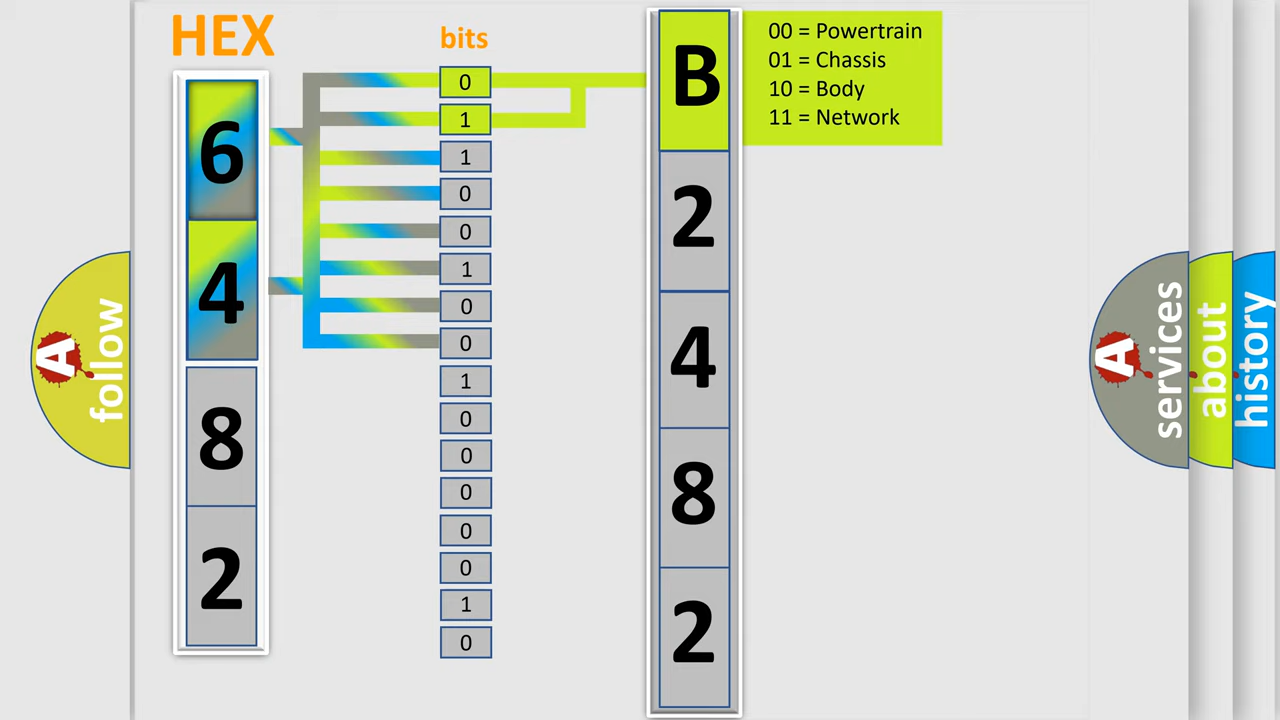 HEX
bits
6
4
8
2
0
1
1
0
0
1
0
0
1
0
0
0
0
0
1
0
B
2
4
8
2
00 = Powertrain
01 = Chassis
10 = Body
11 = Network
A
follow
A
services
about
history